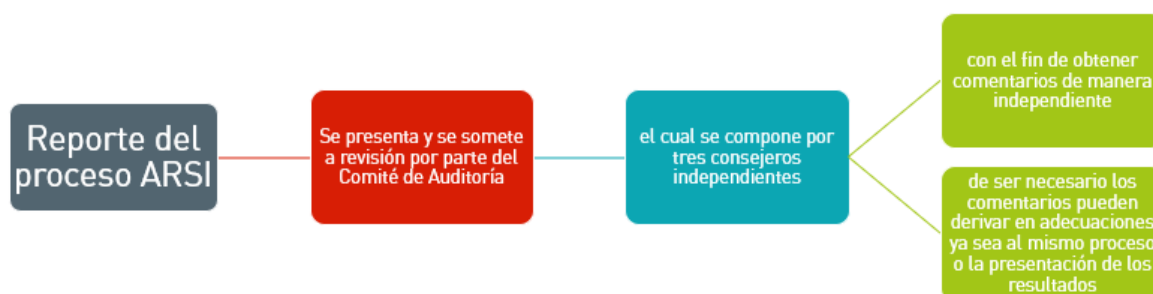 Reporte del
proceso ARSI
Se presenta y se somete
a revisión por parte del
Comité de Auditoría
el cual se compone por
tres consejeros
independientes
con el fin de obtener
comentarios de manera
independiente
de ser necesario los
comentarios pueden
derivar en adecuaciones
ya sea al mismo proceso
o la presentación de los
resultados